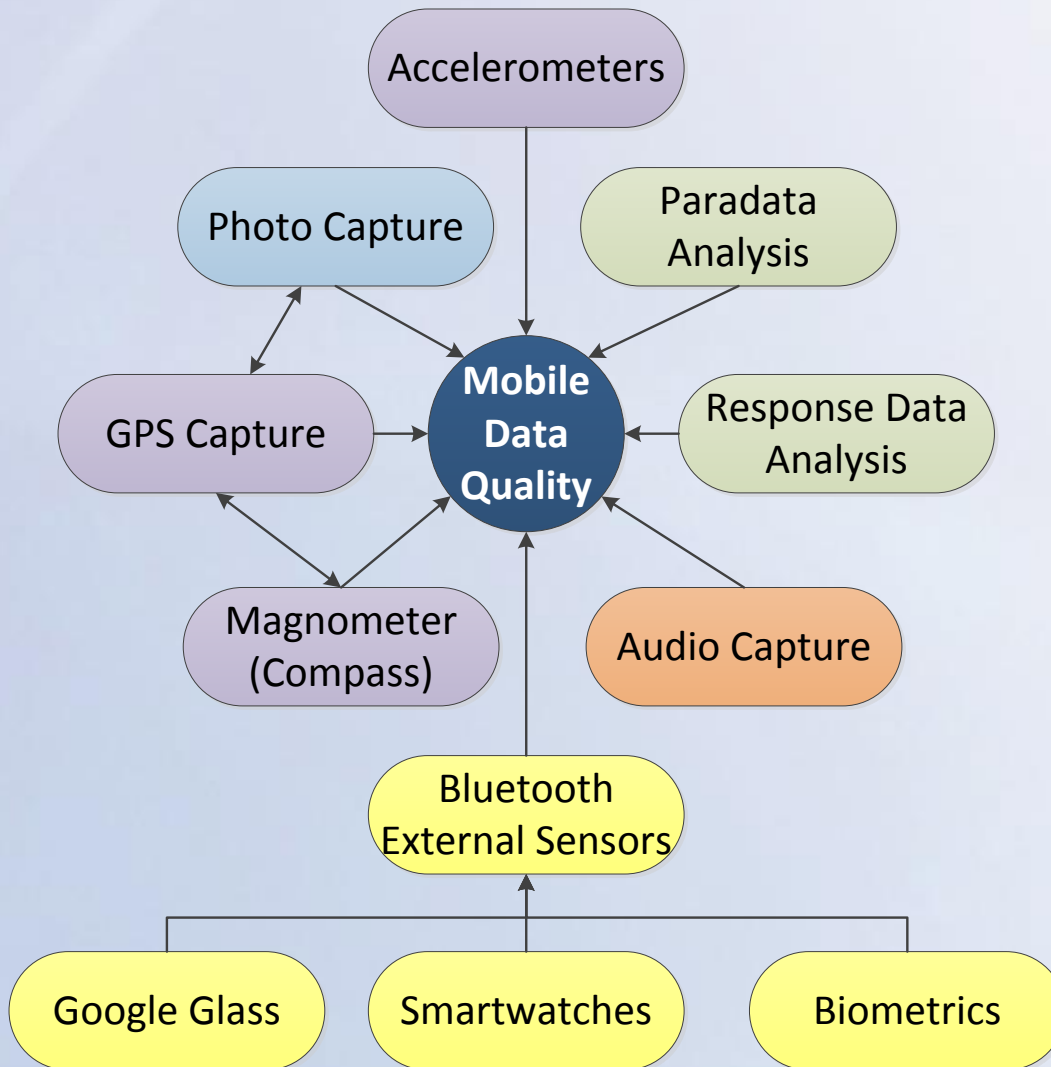 Accelerometers
Photo Capture
Paradata
Analysis
Mobile
Data
Quality
GPS Capture
Response Data
Analysis
Magnometer
(Compass)
Audio Capture
Bluetooth
External Sensors
Google Glass
Smartwatches
Biometrics